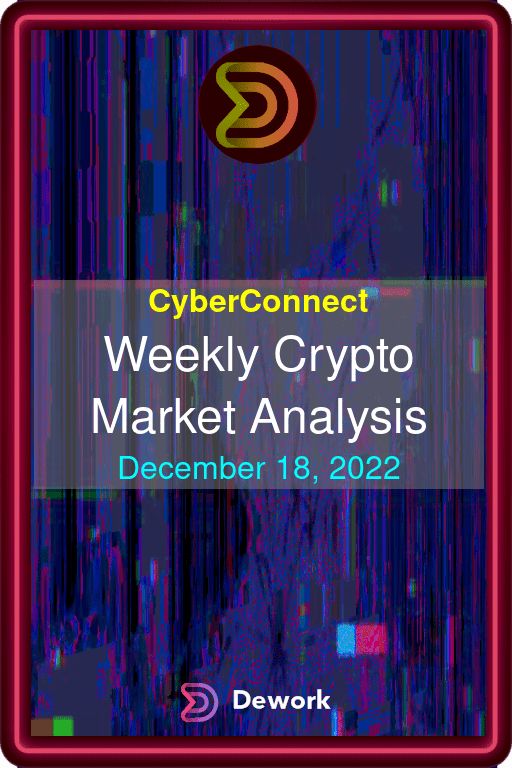 CyberConnect
Weekly Crypto
Market Analysis
December 18, 2022
Dework